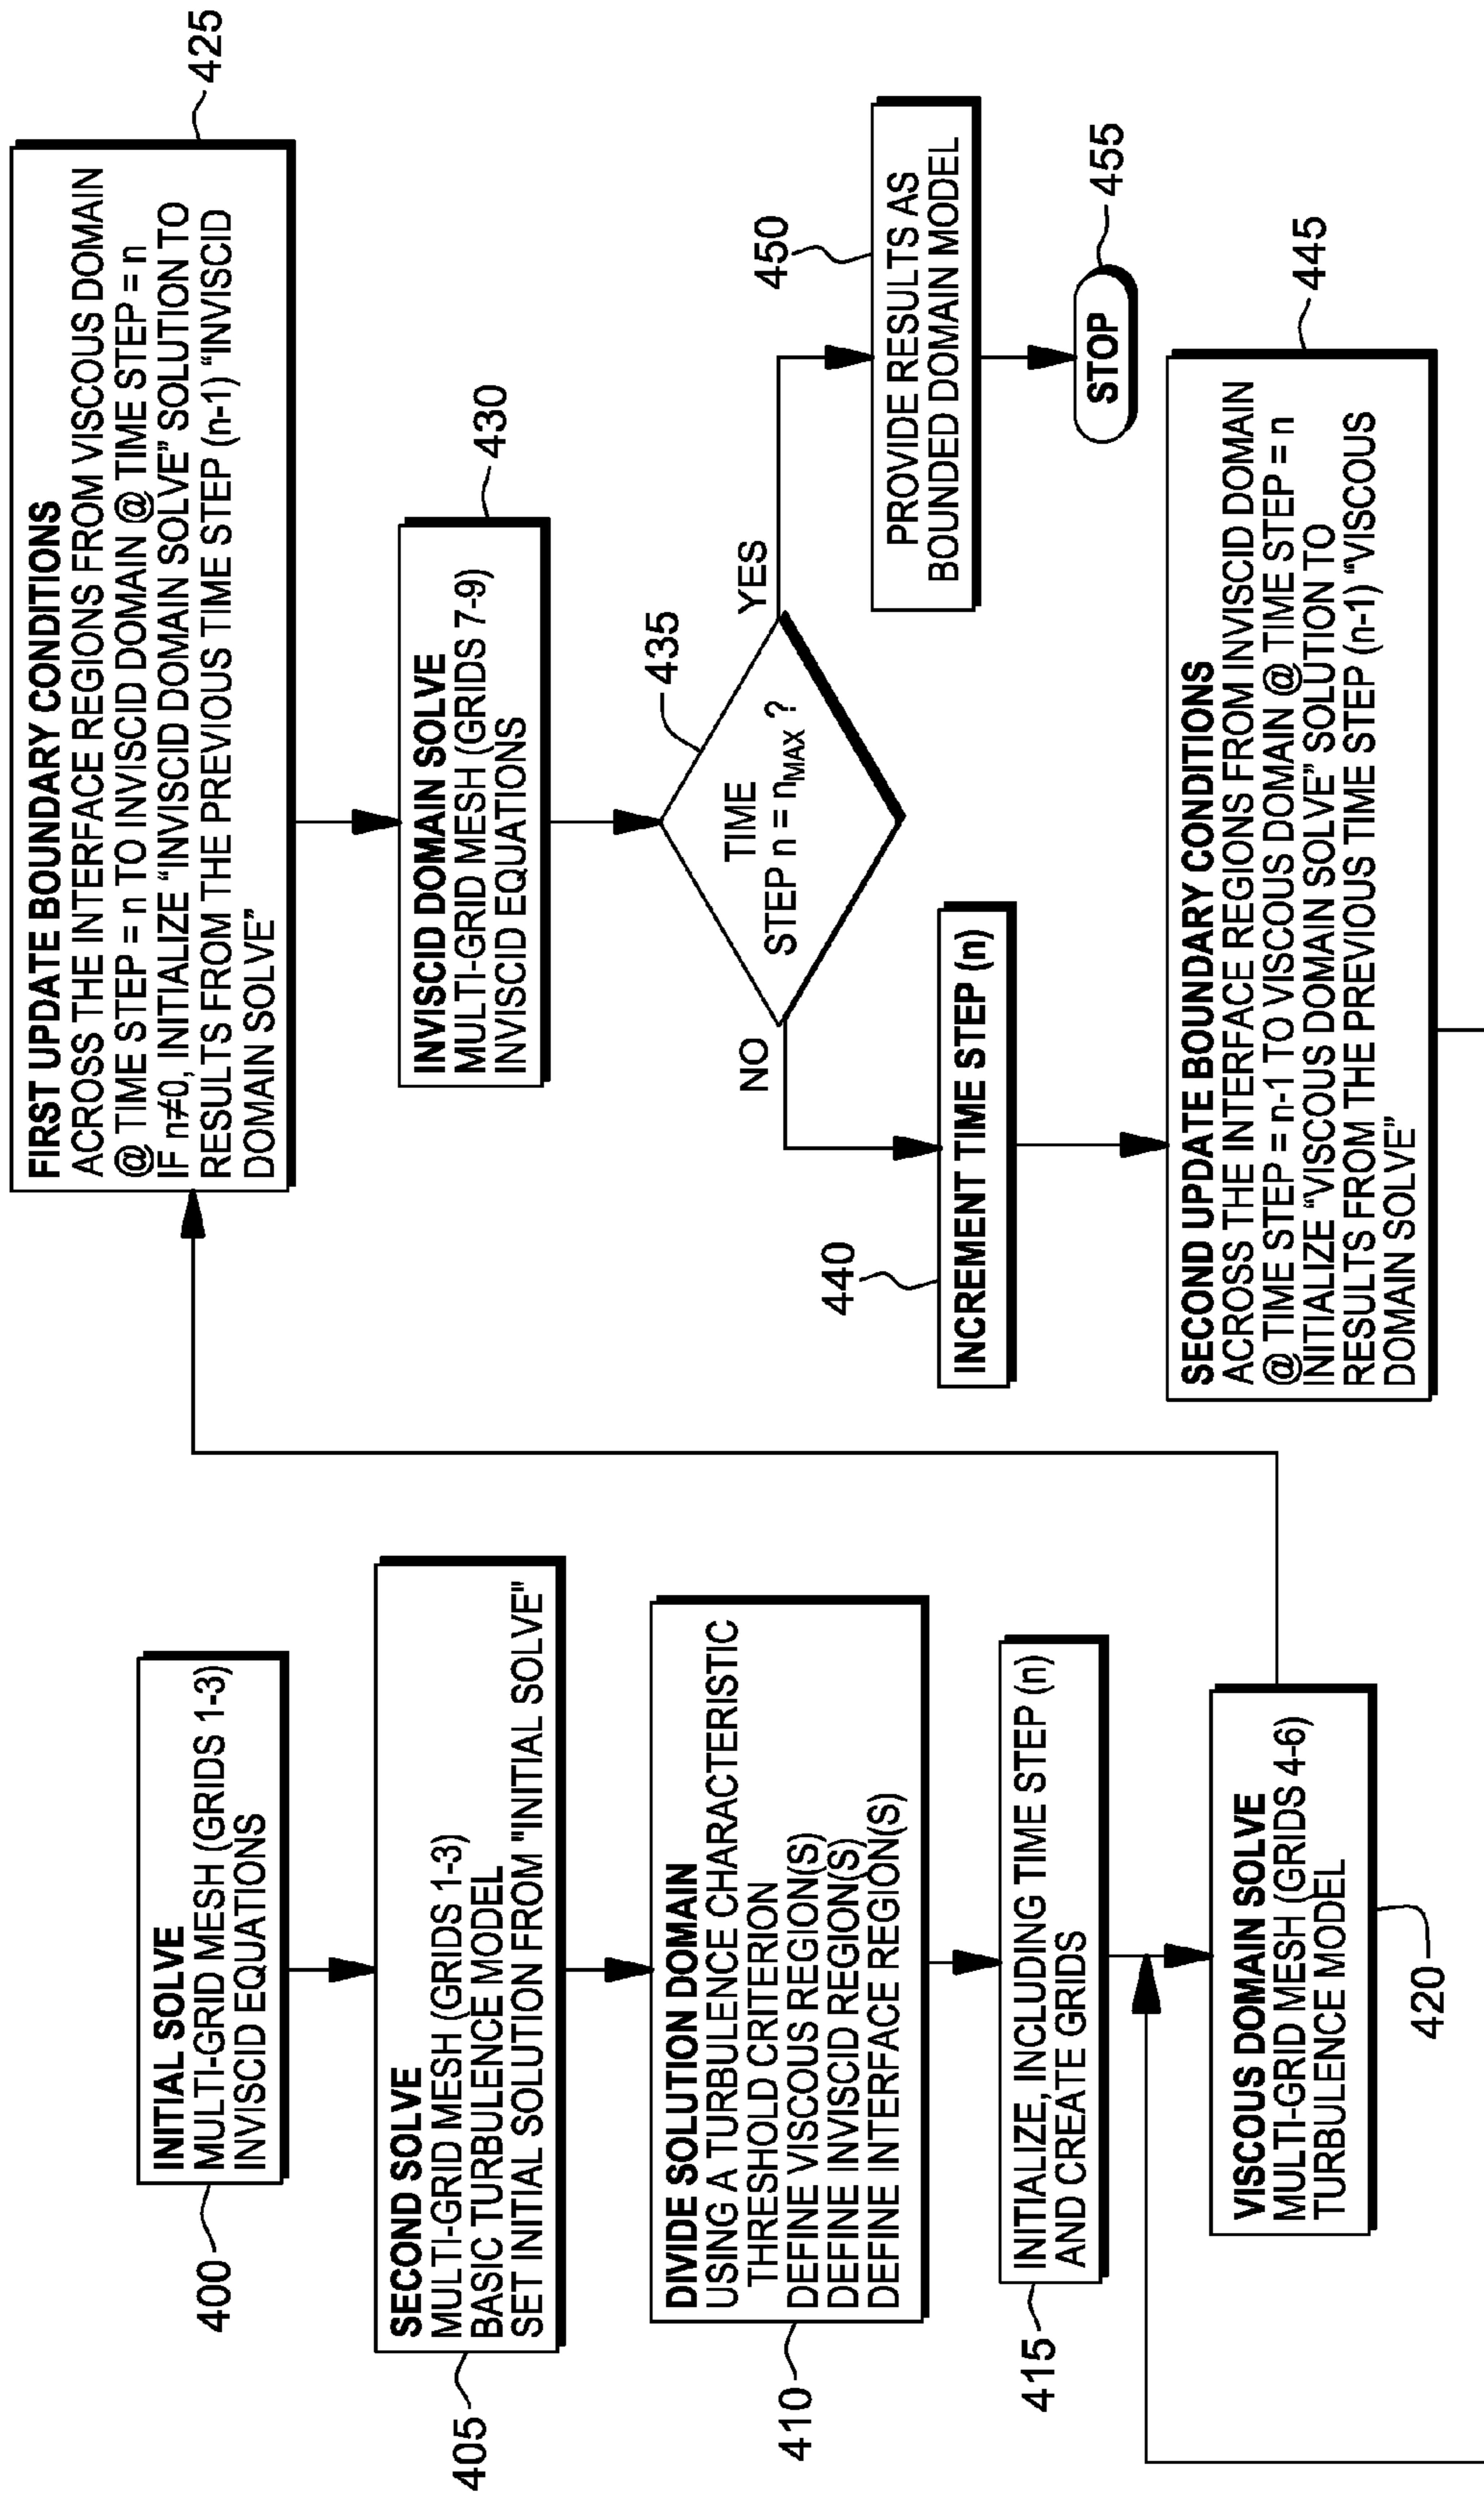 INITIAL SOLVE
MULTI-GRID MESH (GRIDS 1-3)
INVISCID EQUATIONS
400
SECOND SOLVE
MULTI-GRID MESH (GRIDS 1-3)
BASIC TURBULENCE MODEL
SET INITIAL SOLUTION FROM "INITIAL SOLVE"
405
DIVIDE SOLUTION DOMAIN
USING A TURBULENCE CHARACTERISTIC
THRESHOLD CRITERION
DEFINE VISCOUS REGION(S)
DEFINE INVISCID REGION(S)
DEFINE INTERFACE REGION(S)
410
INITIALIZE, INCLUDING TIME STEP (n)
AND CREATE GRIDS
415
VISCOUS DOMAIN SOLVE
MULTI-GRID MESH (GRIDS 4-6)
TURBULENCE MODEL
420
FIRST UPDATE BOUNDARY CONDITIONS
ACROSS THE INTERFACE REGIONS FROM VISCOUS DOMAIN
@ TIME STEP = n TO INVISCID DOMAIN @ TIME STEP = n
IF n≠0, INITIALIZE “INVISCID DOMAIN SOLVE” SOLUTION TO
RESULTS FROM THE PREVIOUS TIME STEP (n-1) “INVISCID
DOMAIN SOLVE”
425
INVISCID DOMAIN SOLVE
MULTI-GRID MESH (GRIDS 7-9)
INVISCID EQUATIONS
430
TIME
STEP n = nMAX ?
435
NO
YES
INCREMENT TIME STEP (n)
440
PROVIDE RESULTS AS
BOUNDED DOMAIN MODEL
450
STOP
455
SECOND UPDATE BOUNDARY CONDITIONS
ACROSS THE INTERFACE REGIONS FROM INVISCID DOMAIN
@ TIME STEP = n-1 TO VISCOUS DOMAIN @ TIME STEP = n
INITIALIZE “VISCOUS DOMAIN SOLVE” SOLUTION TO
RESULTS FROM THE PREVIOUS TIME STEP (n-1) “VISCOUS
DOMAIN SOLVE”
445